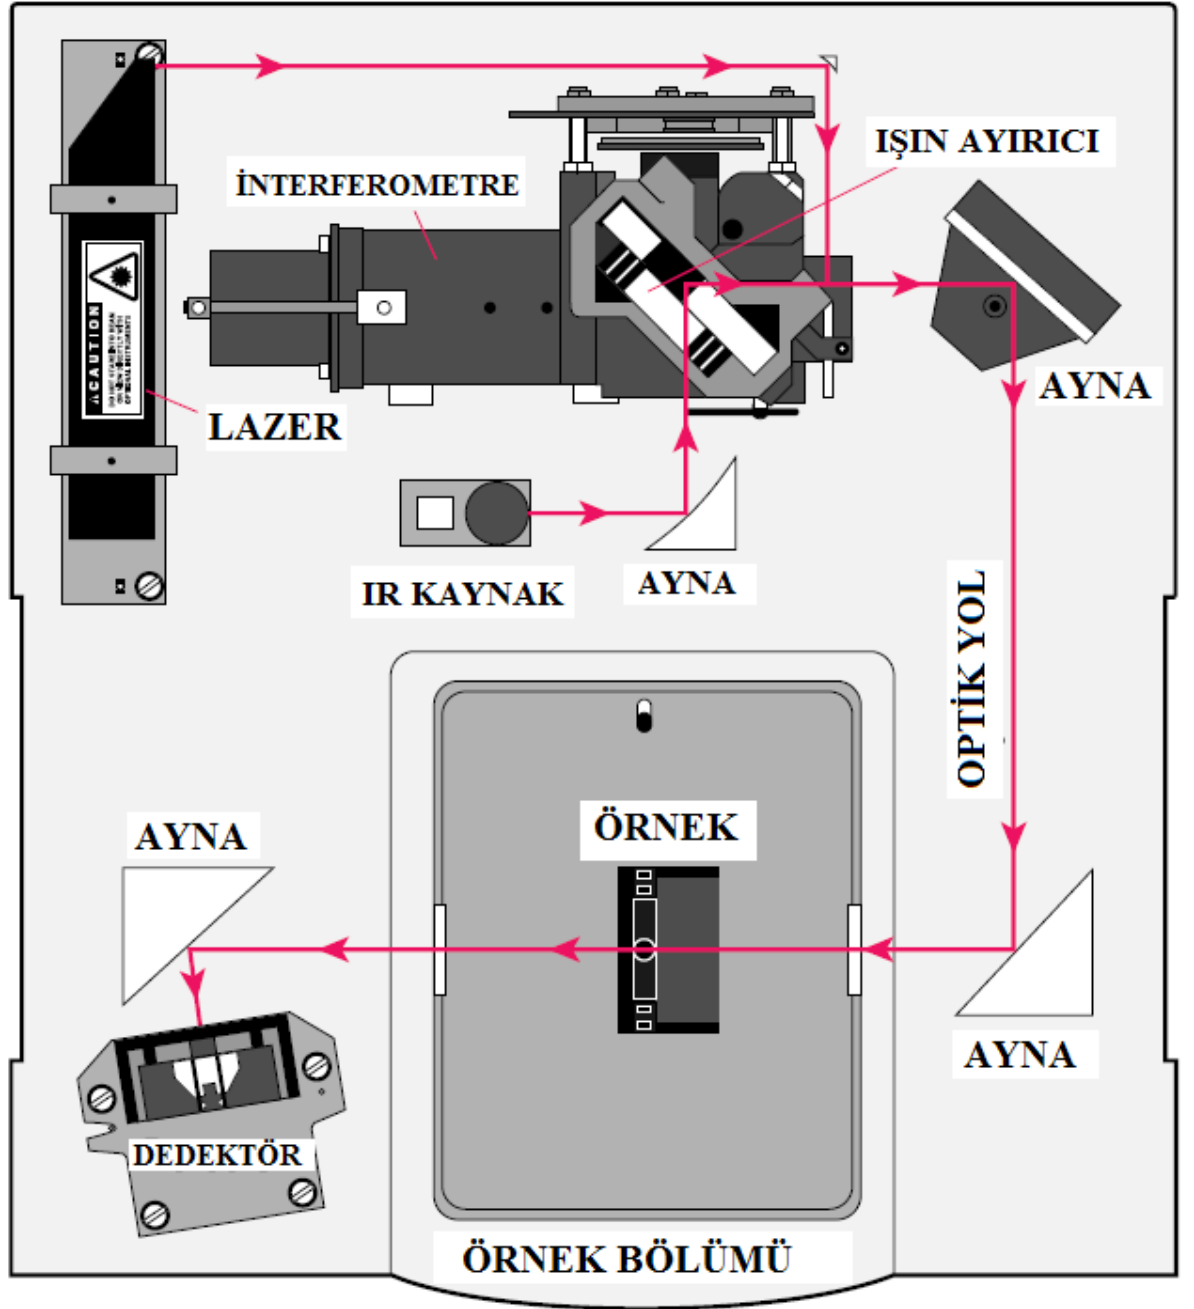 IŞIN AYIRICI
İNTERFEROMETRE
CAUTION
AYNA
LAZER
IR KAYNAK
AYNA
OPTİK YOL
ÖRNEK
AYNA
AYNA
DEDEKTÖR
ÖRNEK BÖLÜMÜ